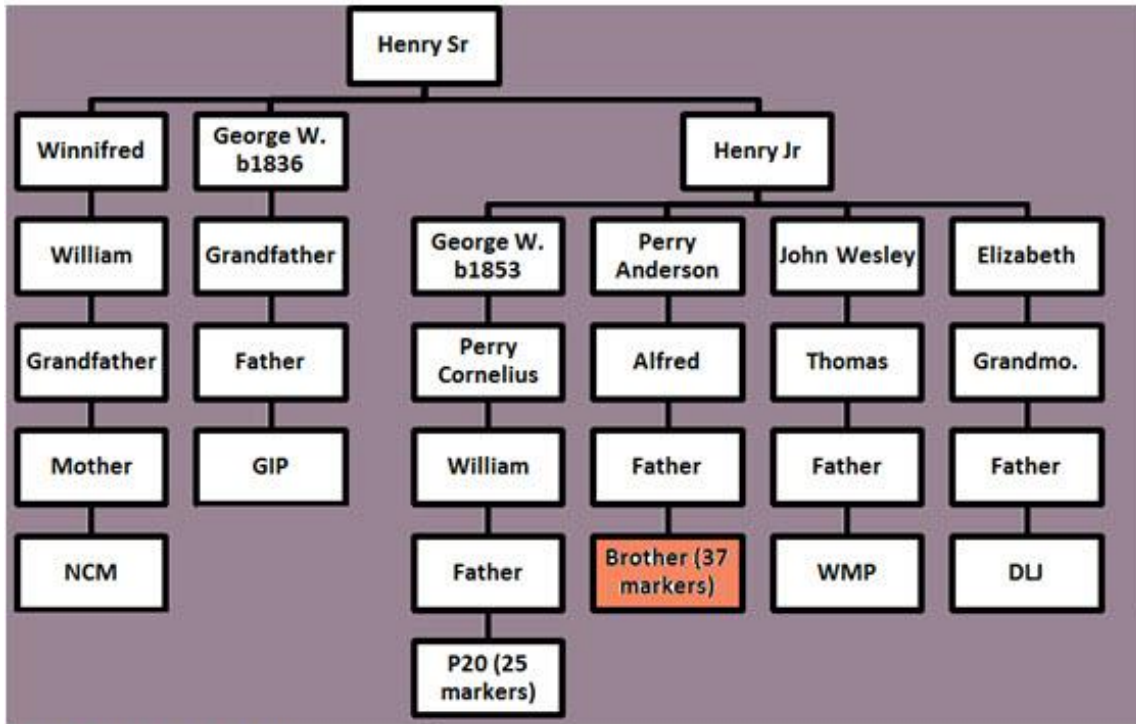 Henry Sr
Winnifred
George W.
b1836
Henry Jr
William
Grandfather
George W.
b1853
Perry
Anderson
John Wesley
Elizabeth
Grandfather
Father
Perry
Cornelius
Alfred
Thomas
Grandmo.
Mother
GIP
William
Father
Father
Father
NCM
Father
Brother (37
markers)
WMP
DLJ
P20 (25
markers)